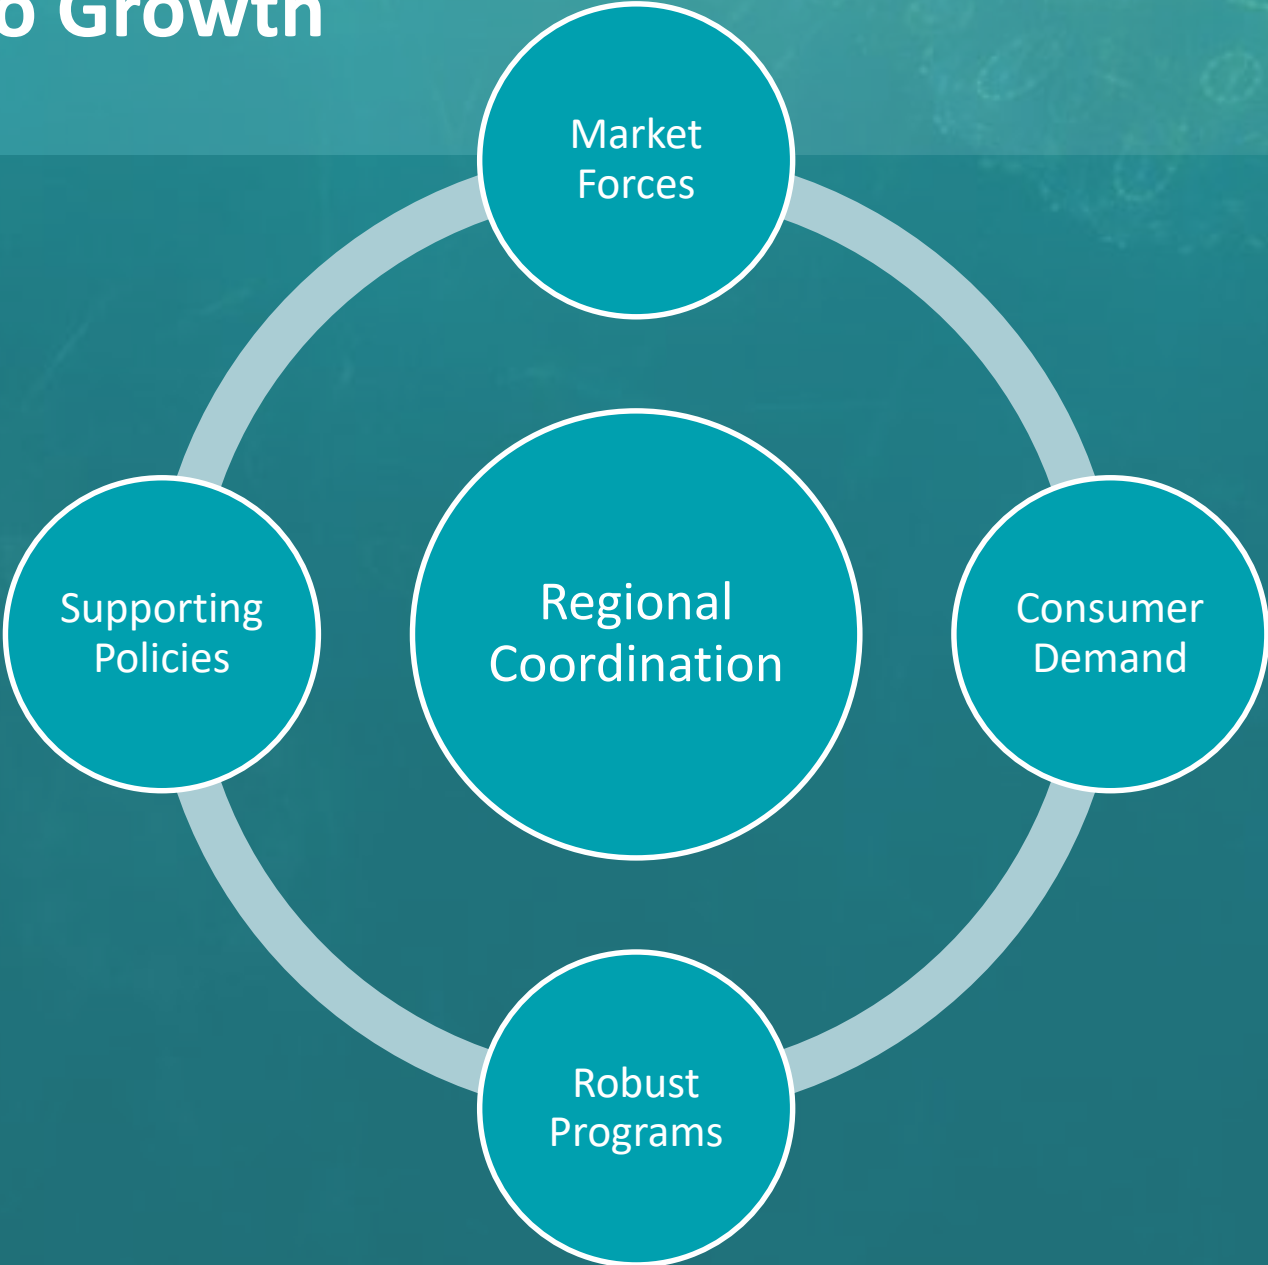 o Growth
Market
Forces
Supporting
Policies
Regional
Coordination
Consumer
Demand
Robust
Programs